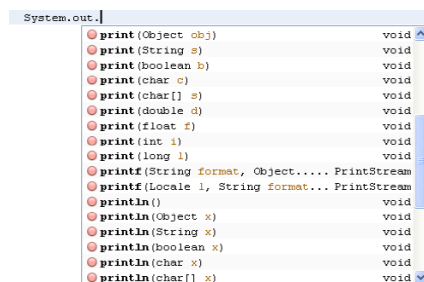 System.out.
print(Object obj) void
print(String s) void
print(boolean b) void
print(char c) void
print(char[] s) void
print(double d) void
print(float f) void
print(int i) void
print(long l) void
printf(String format, Object..... PrintStream
printf(Locale l, String format... PrintStream
println() void
println(Object x) void
println(String x) void
println(boolean x) void
println(char x) void
println(char[] x) void